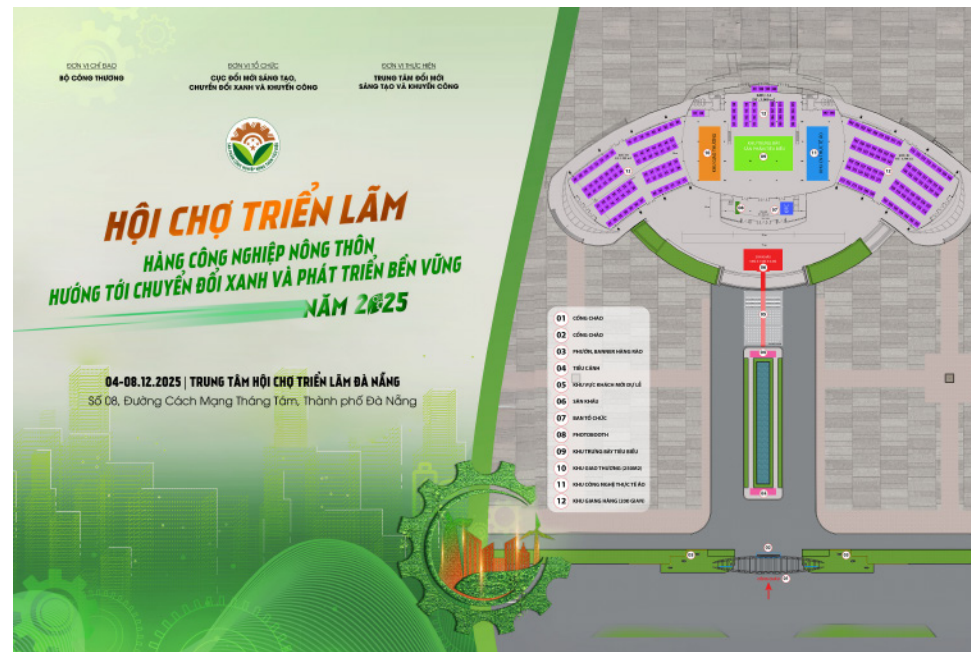 ĐƠN VỊ CHỈ ĐẠO
BỘ CÔNG THƯƠNG
ĐƠN VỊ TỔ CHỨC
CỤC ĐỔI MỚI SÁNG TẠO,
CHUYỂN ĐỔI XANH VÀ KHUYẾN CÔNG
ĐƠN VỊ THỰC HIỆN
TRUNG TÂM ĐỔI MỚI
SÁNG TẠO VÀ KHUYẾN CÔNG
HỘI CHỢ TRIỂN LÃM
HÀNG CÔNG NGHIỆP NÔNG THÔN
HƯỚNG TỚI CHUYỂN ĐỔI XANH VÀ PHÁT TRIỂN BỀN VỮNG
NĂM 2025
04-08.12.2025 | TRUNG TÂM HỘI CHỢ TRIỂN LÃM ĐÀ NẴNG
Số 08, Đường Cách Mạng Tháng Tám, Thành phố Đà Nẵng
01 CỔNG CHÀO
02 CỔNG CHÀO
03 PHƯỚN, BANNER HÀNG RÀO
04 TIỂU CẢNH
05 KHU VỰC KHÁCH MỜI DỰ LỄ
06 SÂN KHẤU
07 BAN TỔ CHỨC
08 PHOTOBOOTH
09 KHU TRƯNG BÀY TIÊU BIỂU
10 KHU GIAO THƯƠNG (250M2)
11 KHU CÔNG NGHỆ THỰC TẾ ẢO
12 KHU GIAN HÀNG (200 GIAN)